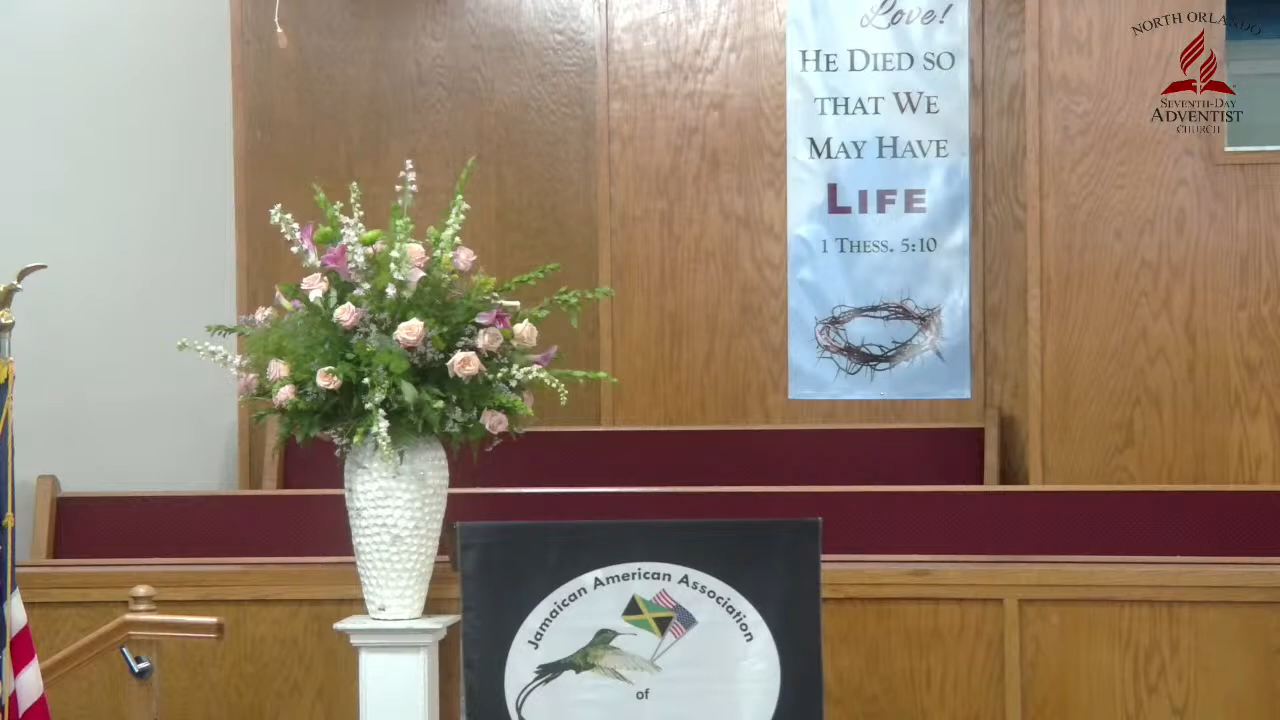 Love!
HE DIED SO
THAT WE
MAY HAVE
LIFE
1 THESS. 5:10
NORTH ORLANDO
SEVENTH-DAY
ADVENTIST
CHURCH
Jamaican American Association
of